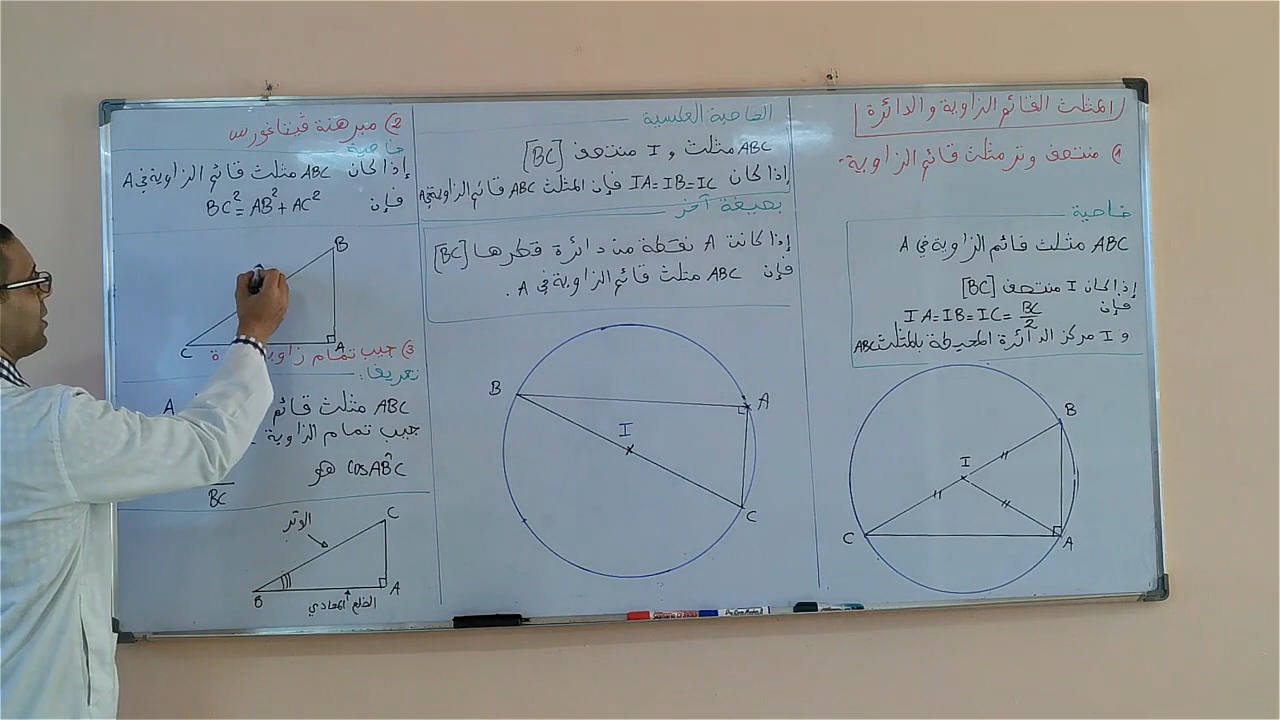 المثلث القائم الزاوية والدائرة
1) منتصف وتر مثلث قائم الزاوية:
خاصية
ABC مثلث قائم الزاوية في A
إذا كان I منتصف [BC]
فإن
IA=IB=IC= BC/2
و I مركز الدائرة المحيطة بالمثلث ABC
B
I
C
A
الخاصية العكسية
ABC مثلث و I منتصف [BC]
إذا كان IA=IB=IC فإن المثلث ABC قائم الزاوية في A
بصيغة أخر
إذا كانت A نقطة من دائرة قطرها [BC]
فإن ABC مثلث قائم الزاوية في A .
B
A
I
C
2) مبرهنة فيتاغورس
خاصية
إذا كان ABC مثلث قائم الزاوية في A
فإن BC²=AB²+AC²
B
C
A
3) جيب تمام زاوية
تعريف:
ABC مثلث قائم A
جيب تمام الزاوية
cosABC هو
BC
الوتر
C
B
A
الضلع المحادي